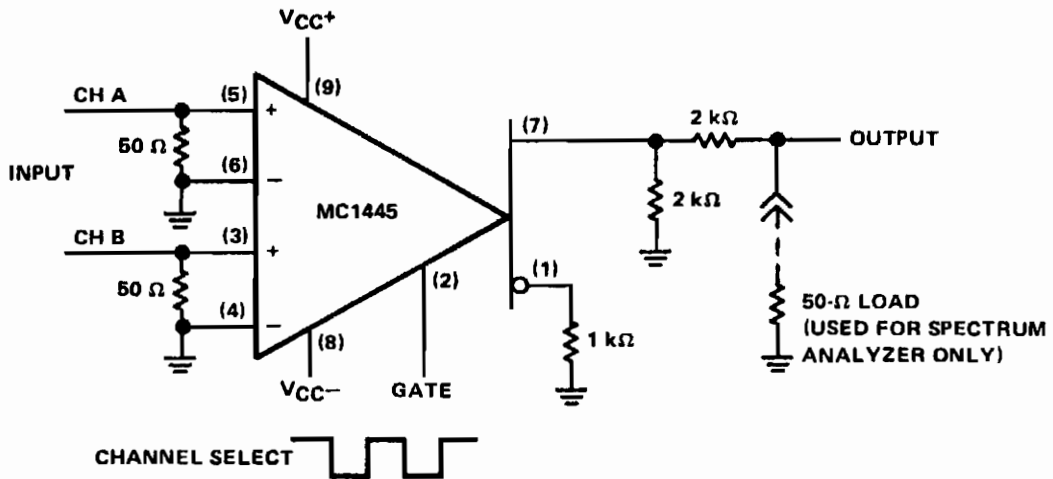 VCC+
(9)
CH A
(5)
+
50 Ω
(6)
−
INPUT
MC1445
CH B
(3)
+
50 Ω
(4)
−
(2)
(8)
VCC−
GATE
(7)
2 kΩ
OUTPUT
2 kΩ
(1)
1 kΩ
50-Ω LOAD
(USED FOR SPECTRUM
ANALYZER ONLY)
CHANNEL SELECT